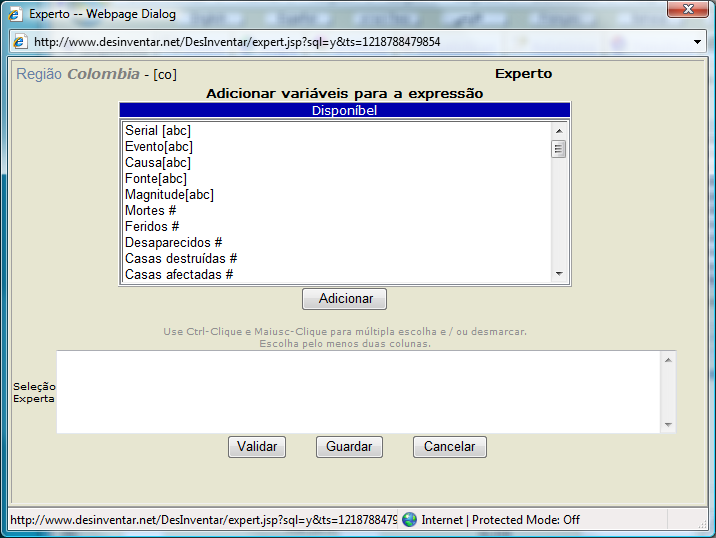 Experto -- Webpage Dialog
http://www.desinventar.net/DesInventar/expert.jsp?sql=y&ts=1218788479854
Região Colombia - [co]
Experto
Adicionar variáveis para a expressão
Disponíbel
Serial [abc]
Evento[abc]
Causa[abc]
Fonte[abc]
Magnitude[abc]
Mortes #
Feridos #
Desaparecidos #
Casas destruídas #
Casas afectadas #
Adicionar
Use Ctrl-Clique e Maiusc-Clique para múltipla escolha e / ou desmarcar.
Escolha pelo menos duas colunas.
Seleção
Experta
Validar Guardar Cancelar
http://www.desinventar.net/DesInventar/expert.jsp?sql=y&ts=1218788479 Internet | Protected Mode: Off